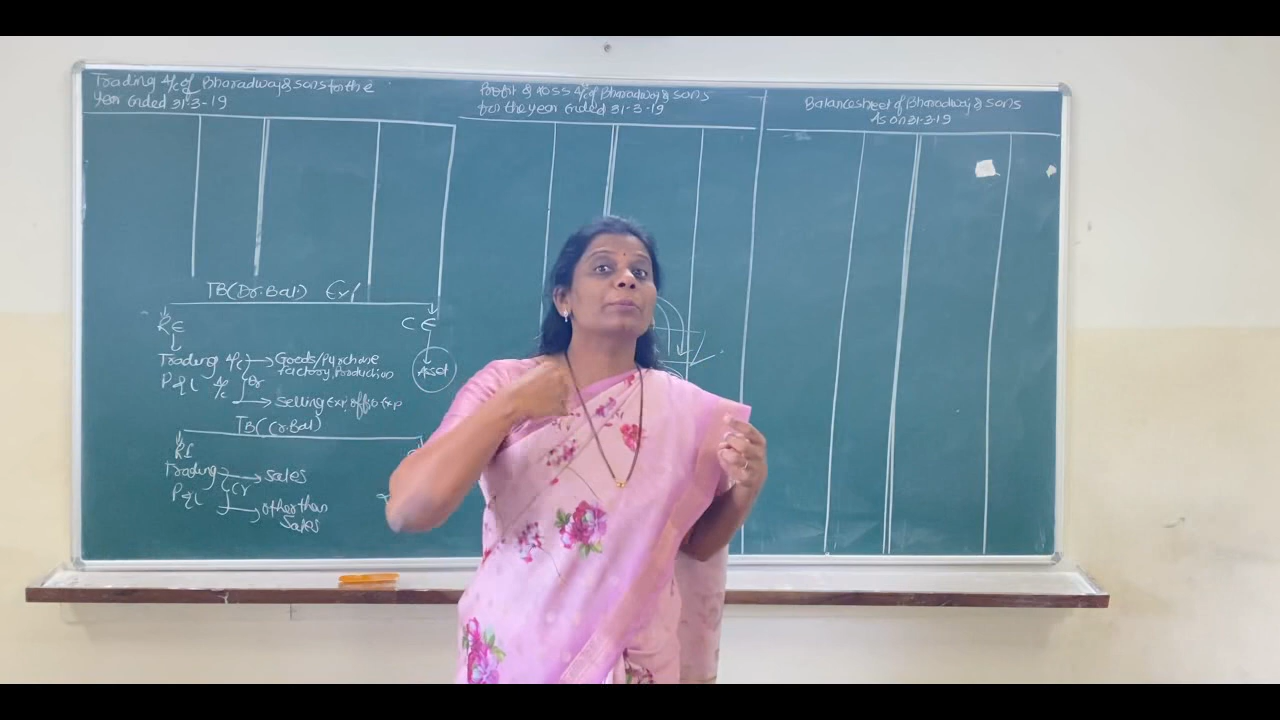 Trading A/c of Bharadwaj & sons for the
Year Ended 31-3-19
Profit & Loss A/c of Bharadwaj & sons
for the year Ended 31-3-19
Balancesheet of Bharadwaj & sons
As on 31-3-19
TB (Dr. Bal.) Exp
RE
CE
Trading A/c → Goods/Purchase
factory, production
P & L A/c
Dr
→ Selling Exp, office Exp
Asset
TB (Cr. Bal)
RI
Trading → sales
P & L
Cr
→ other than
sales